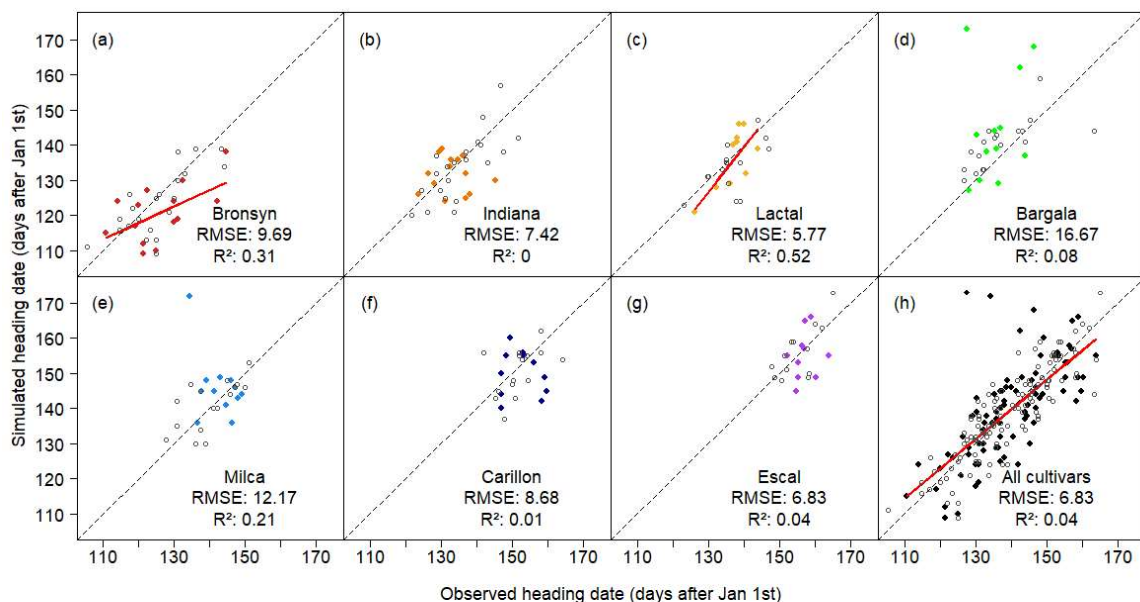 (a)
Bronsyn
RMSE: 9.69
R²: 0.31
(b)
Indiana
RMSE: 7.42
R²: 0
(c)
Lactal
RMSE: 5.77
R²: 0.52
(d)
Bargala
RMSE: 16.67
R²: 0.08
170
160
150
140
130
120
110
(e)
Milca
RMSE: 12.17
R²: 0.21
(f)
Carillon
RMSE: 8.68
R²: 0.01
(g)
Escal
RMSE: 6.83
R²: 0.04
(h)
All cultivars
RMSE: 6.83
R²: 0.04
170
160
150
140
130
120
110
110 130 150 170
110 130 150 170
110 130 150 170
110 130 150 170
Simulated heading date (days after Jan 1st)
Observed heading date (days after Jan 1st)